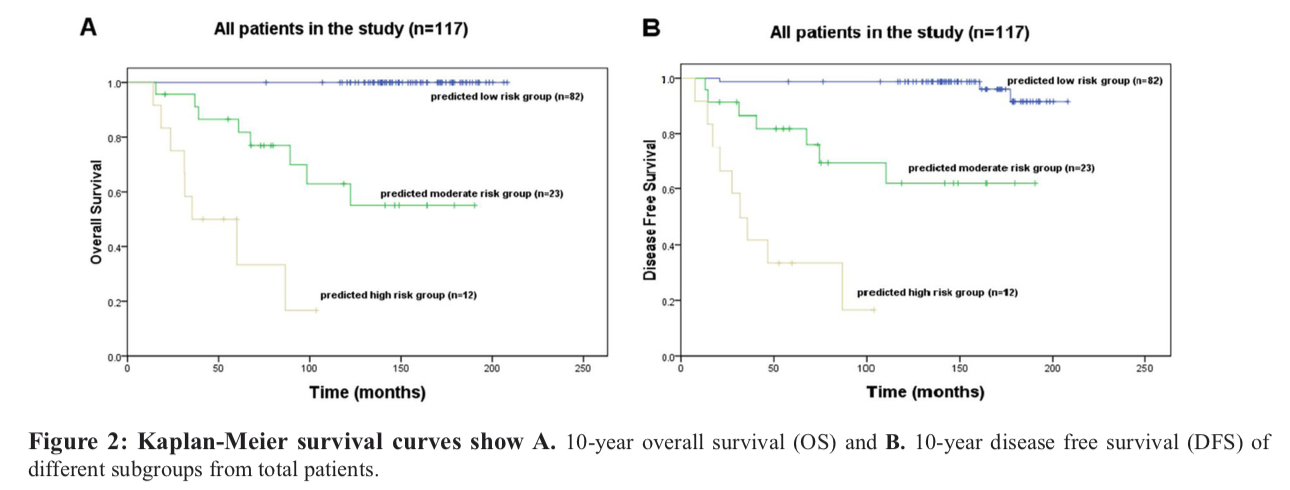 A
All patients in the study (n=117)
Overall Survival
1.0
0.8
0.6
0.4
0.2
0.0
predicted low risk group (n=82)
predicted moderate risk group (n=23)
predicted high risk group (n=12)
0 50 100 150 200 250
Time (months)
B
All patients in the study (n=117)
Disease Free Survival
1.0
0.8
0.6
0.4
0.2
0.0
predicted low risk group (n=82)
predicted moderate risk group (n=23)
predicted high risk group (n=12)
0 50 100 150 200 250
Time (months)
Figure 2: Kaplan-Meier survival curves show A. 10-year overall survival (OS) and B. 10-year disease free survival (DFS) of
different subgroups from total patients.